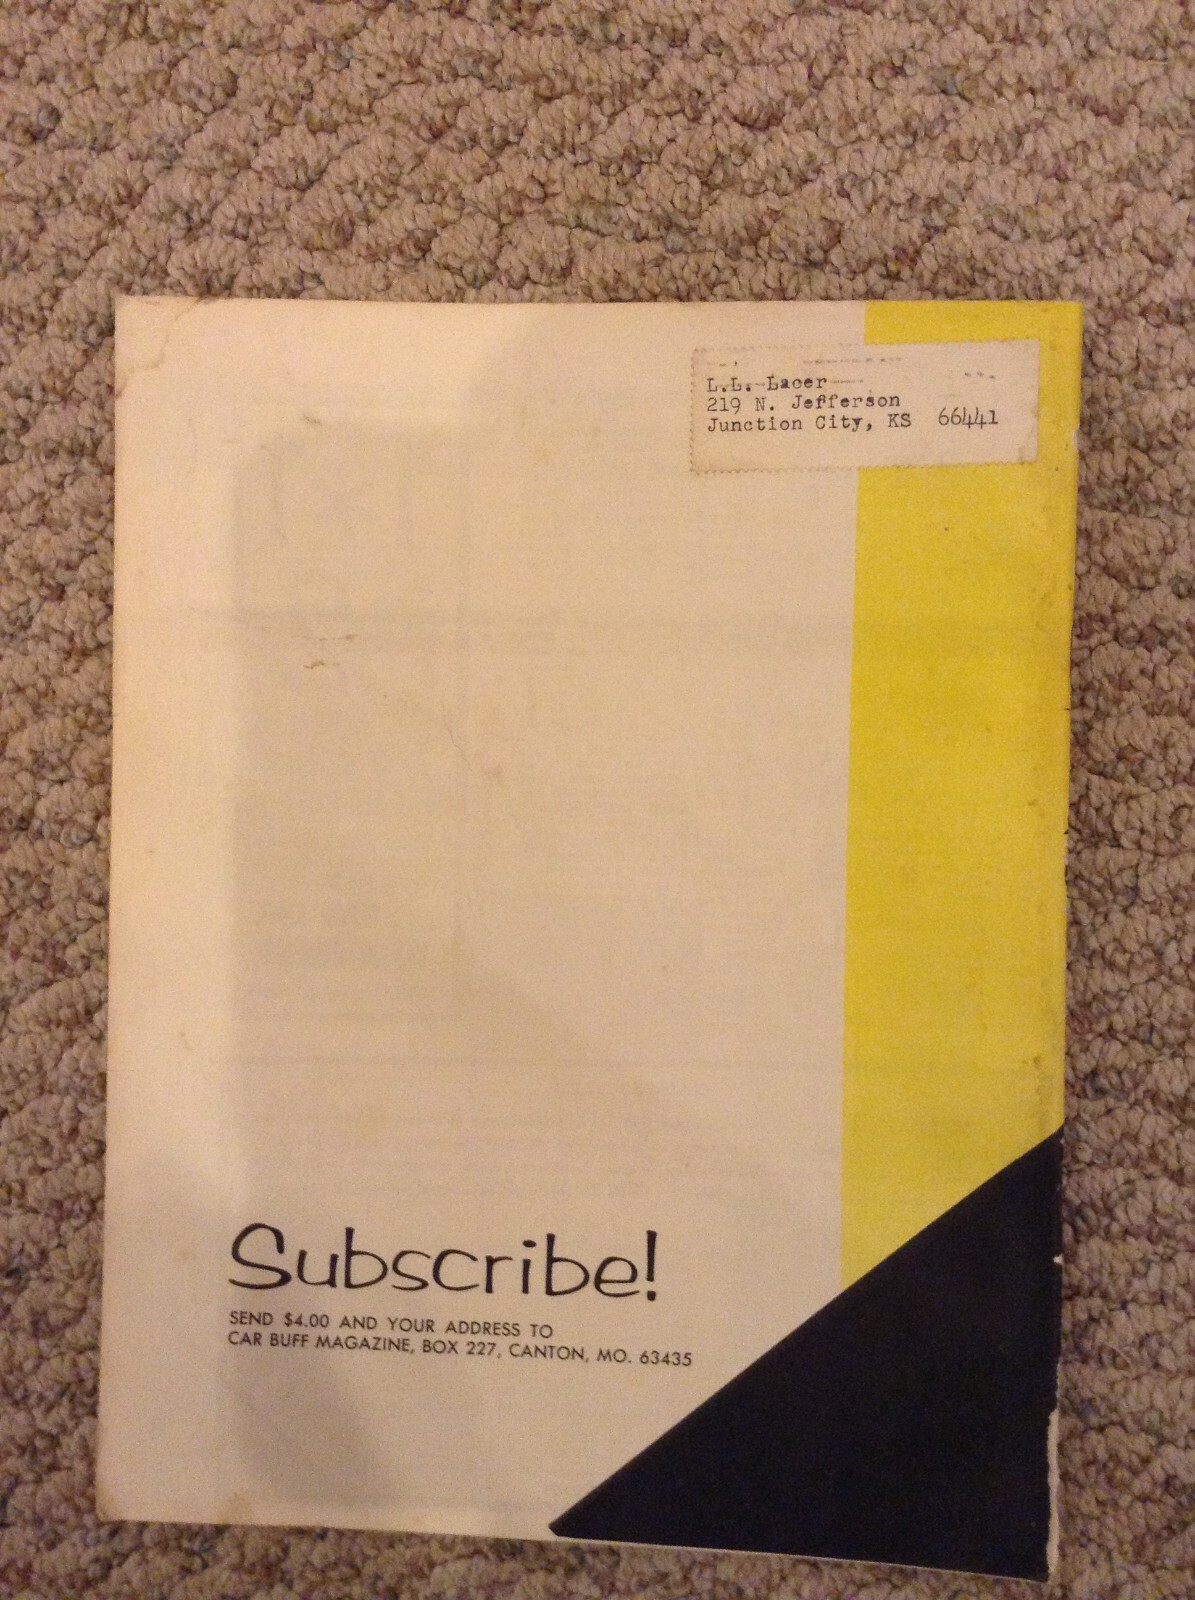 L.L. Lacer
219 N. Jefferson
Junction City, KS 66441
Subscribe!
SEND $4.00 AND YOUR ADDRESS TO
CAR BUFF MAGAZINE, BOX 227, CANTON, MO. 63435